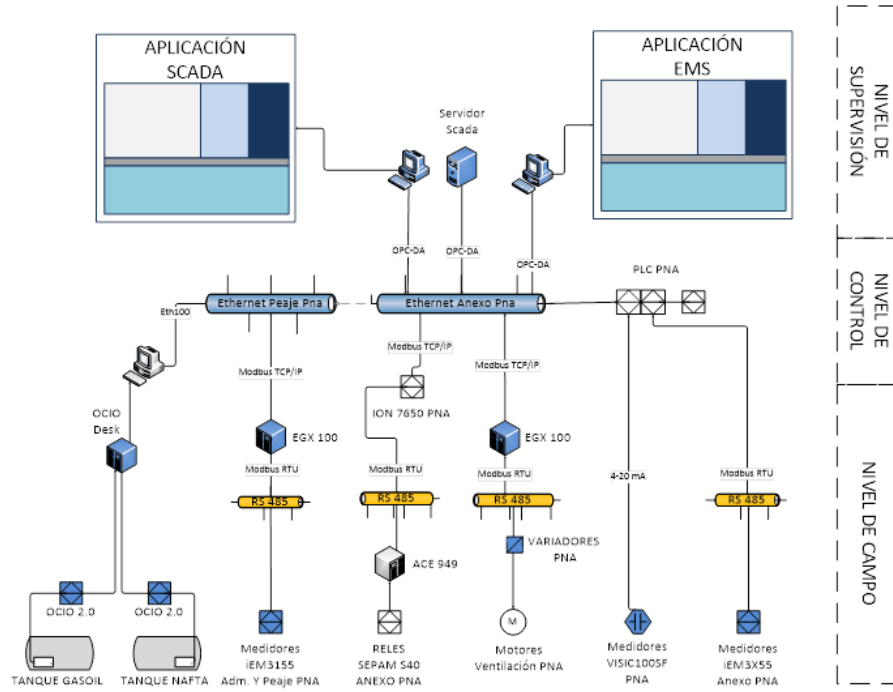 APLICACIÓN
SCADA
APLICACIÓN
EMS
Servidor
Scada
NIVEL DE
SUPERVISIÓN
OPC-DA
OPC-DA
OPC-DA
PLC PNA
NIVEL DE
CONTROL
Ethernet Peaje Pna
Ethernet Anexo Pna
Eth100
Modbus TCP/IP
Modbus TCP/IP
Modbus TCP/IP
ION 7650 PNA
OCIO
Desk
EGX 100
EGX 100
Modbus RTU
Modbus RTU
Modbus RTU
4-20 mA
Modbus RTU
NIVEL DE CAMPO
RS 485
RS 485
RS 485
RS 485
VARIADORES
PNA
ACE 949
OCIO 2.0
OCIO 2.0
M
TANQUE GASOIL
TANQUE NAFTA
Medidores
iEM3155
Adm. Y Peaje PNA
RELES
SEPAM S40
ANEXO PNA
Motores
Ventilación PNA
Medidores
VISIC100SF
PNA
Medidores
iEM3X55
Anexo PNA